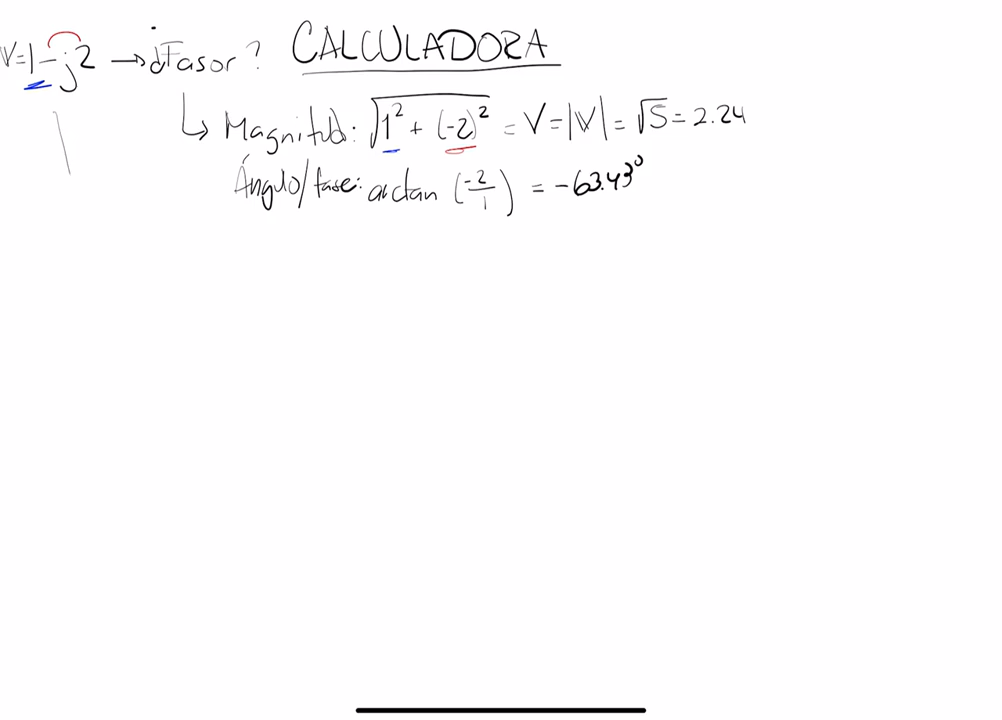 V=1-j2 → ¿Fasor? CALCULADORA
↳ Magnitud: √1² + (-2)² = V = |V| = √5 = 2.24
Ángulo/fase: arctan (-2/1) = -63.43°